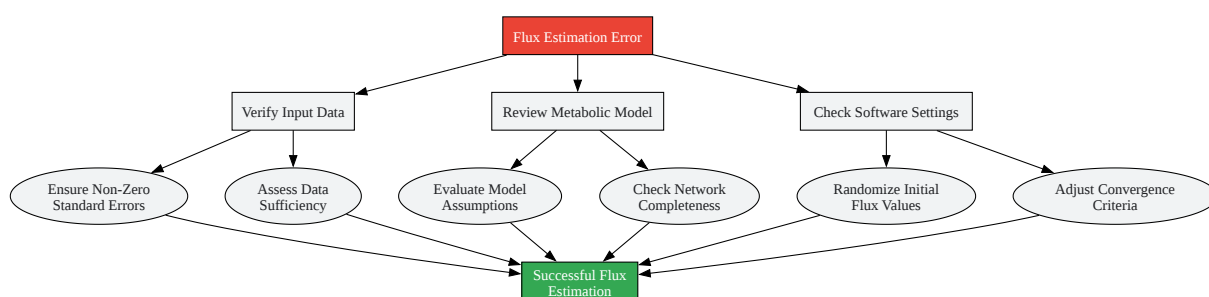 Flux Estimation Error
Verify Input Data
Review Metabolic Model
Check Software Settings
Ensure Non-Zero
Standard Errors
Assess Data
Sufficiency
Evaluate Model
Assumptions
Check Network
Completeness
Randomize Initial
Flux Values
Adjust Convergence
Criteria
Successful Flux
Estimation